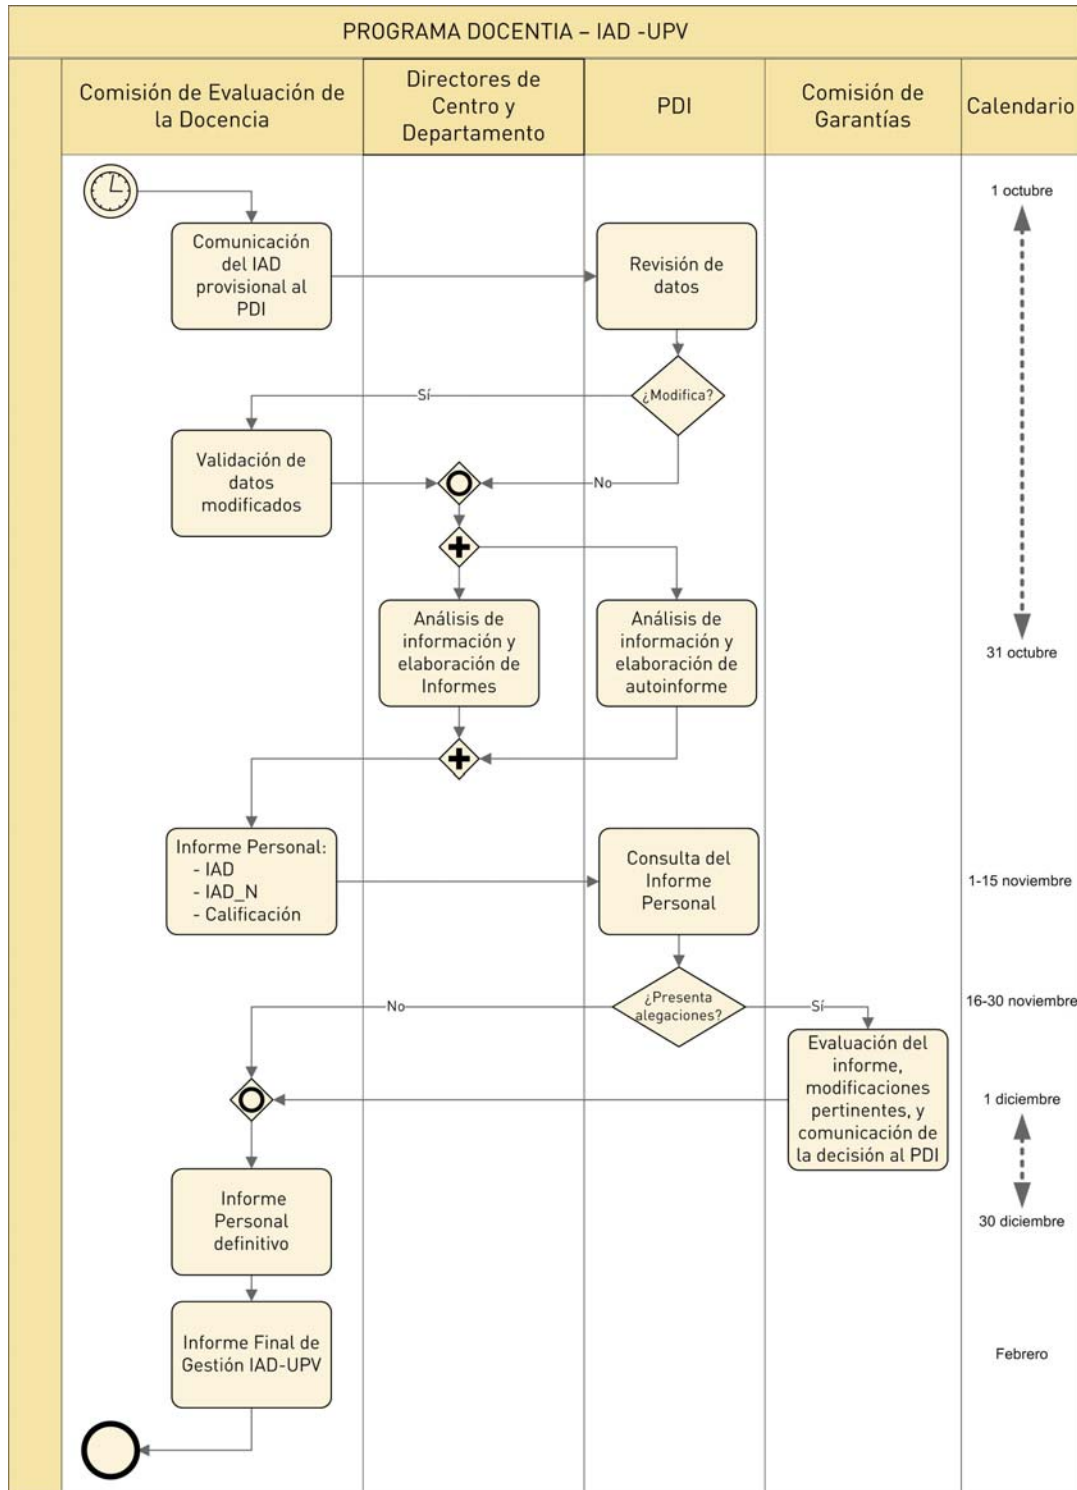 PROGRAMA DOCENTIA – IAD -UPV
Comisión de Evaluación de
la Docencia
Directores de
Centro y
Departamento
PDI
Comisión de
Garantías
Calendario
1 octubre
Comunicación
del IAD
provisional al
PDI
Revisión de
datos
¿Modifica?
Sí
Validación de
datos
modificados
No
Análisis de
información y
elaboración de
Informes
Análisis de
información y
elaboración de
autoinforme
31 octubre
Informe Personal:
- IAD
- IAD_N
- Calificación
Consulta del
Informe
Personal
1-15 noviembre
¿Presenta
alegaciones?
No
Sí
16-30 noviembre
Evaluación del
informe,
modificaciones
pertinentes, y
comunicación de
la decisión al PDI
1 diciembre
Informe
Personal
definitivo
30 diciembre
Informe Final de
Gestión IAD-UPV
Febrero